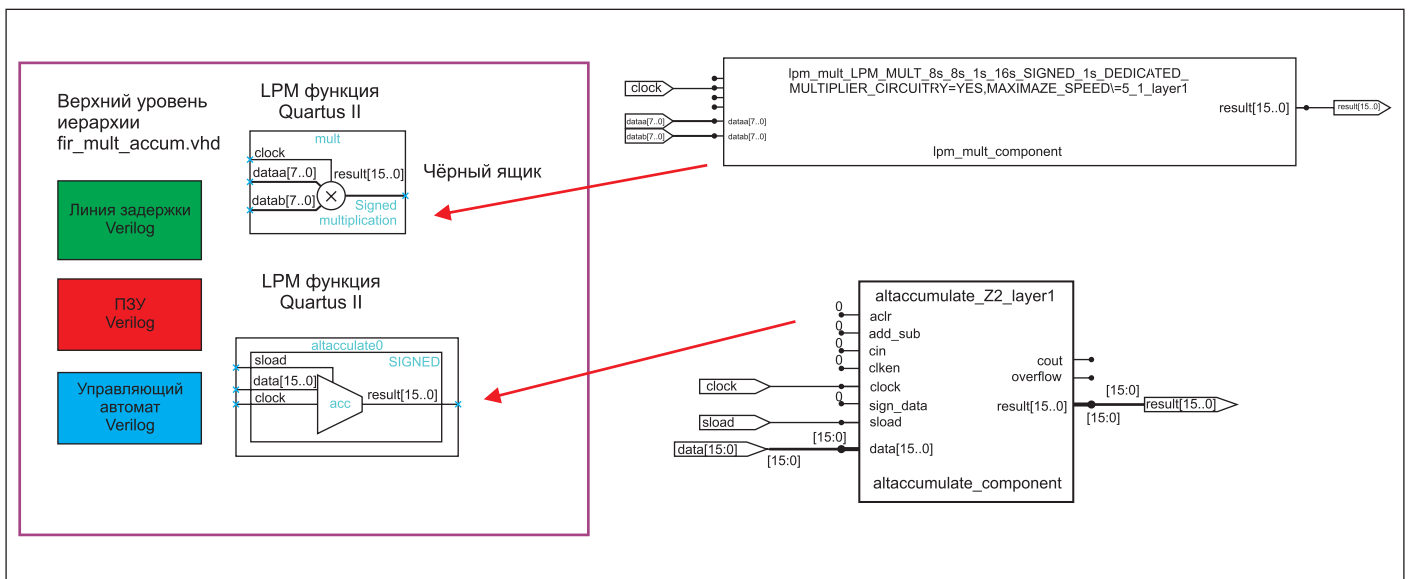 Верхний уровень
иерархии
fir_mult_accum.vhd
Линия задержки
Verilog
ПЗУ
Verilog
Управляющий
автомат
Verilog
LPM функция
Quartus II
mult
clock
dataa[7..0]
result[15..0]
datab[7..0]
Signed
multiplication
Чёрный ящик
LPM функция
Quartus II
altacculate0
sload
SIGNED
data[15..0]
clock
acc
result[15..0]
lpm_mult_LPM_MULT_8s_8s_1s_16s_SIGNED_1s_DEDICATED_
MULTIPLIER_CIRCUITRY=YES,MAXIMAZE_SPEED\=5_1_layer1
clock
result[15..0]
result[15..0]
dataa[7..0]
dataa[7..0]
datab[7..0]
datab[7..0]
lpm_mult_component
altaccumulate_Z2_layer1
0
aclr
0
add_sub
0
cin
0
clken
cout
overflow
clock
clock
0
sign_data
result[15..0]
[15:0]
[15:0]
result[15..0]
sload
sload
data[15:0]
[15:0]
[15:0]
data[15..0]
altaccumulate_component